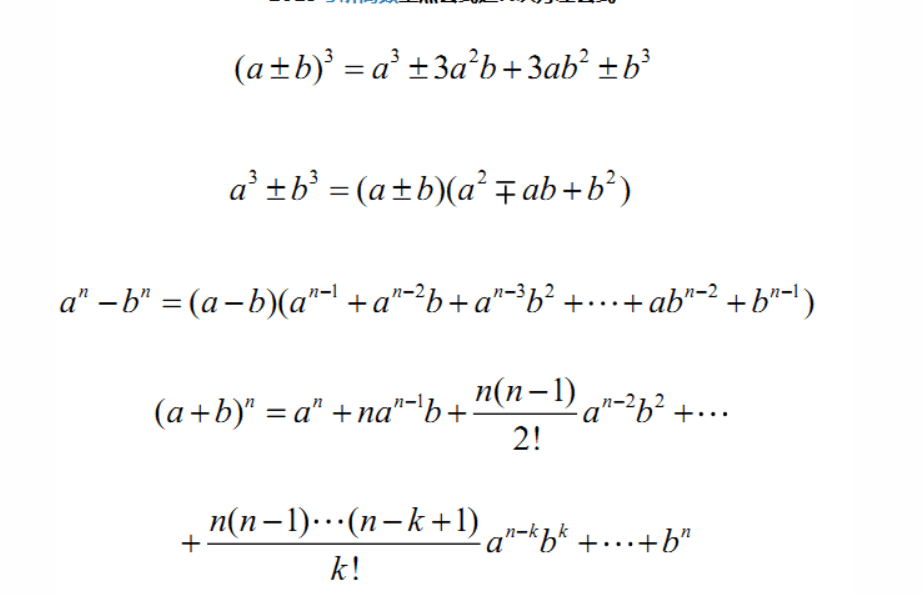 (a±b)³ = a³ ±3a²b+3ab² ±b³
a³ ±b³ = (a±b)(a² ∓ab+b²)
aⁿ −bⁿ = (a−b)(aⁿ⁻¹ +aⁿ⁻²b+aⁿ⁻³b² +⋯+abⁿ⁻² +bⁿ⁻¹)
(a+b)ⁿ = aⁿ +naⁿ⁻¹b+ n(n−1)/2! aⁿ⁻²b² +⋯
+ n(n−1)⋯(n−k+1)/k! aⁿ⁻ᵏbᵏ +⋯+bⁿ